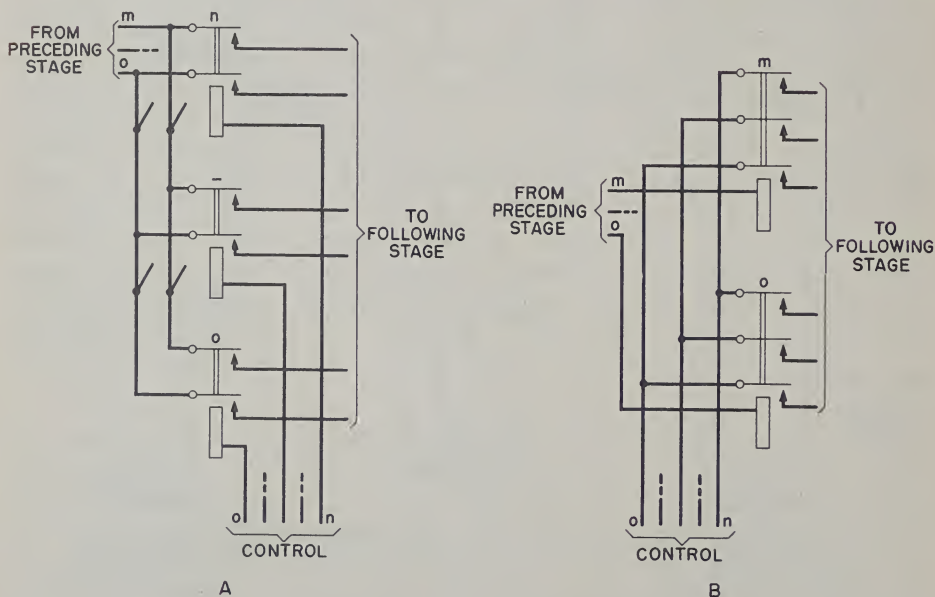 m
n
FROM
PRECEDING
STAGE
o
—
TO
FOLLOWING
STAGE
o
o
n
CONTROL
A
m
FROM
PRECEDING
STAGE
m
o
o
TO
FOLLOWING
STAGE
o
n
CONTROL
B